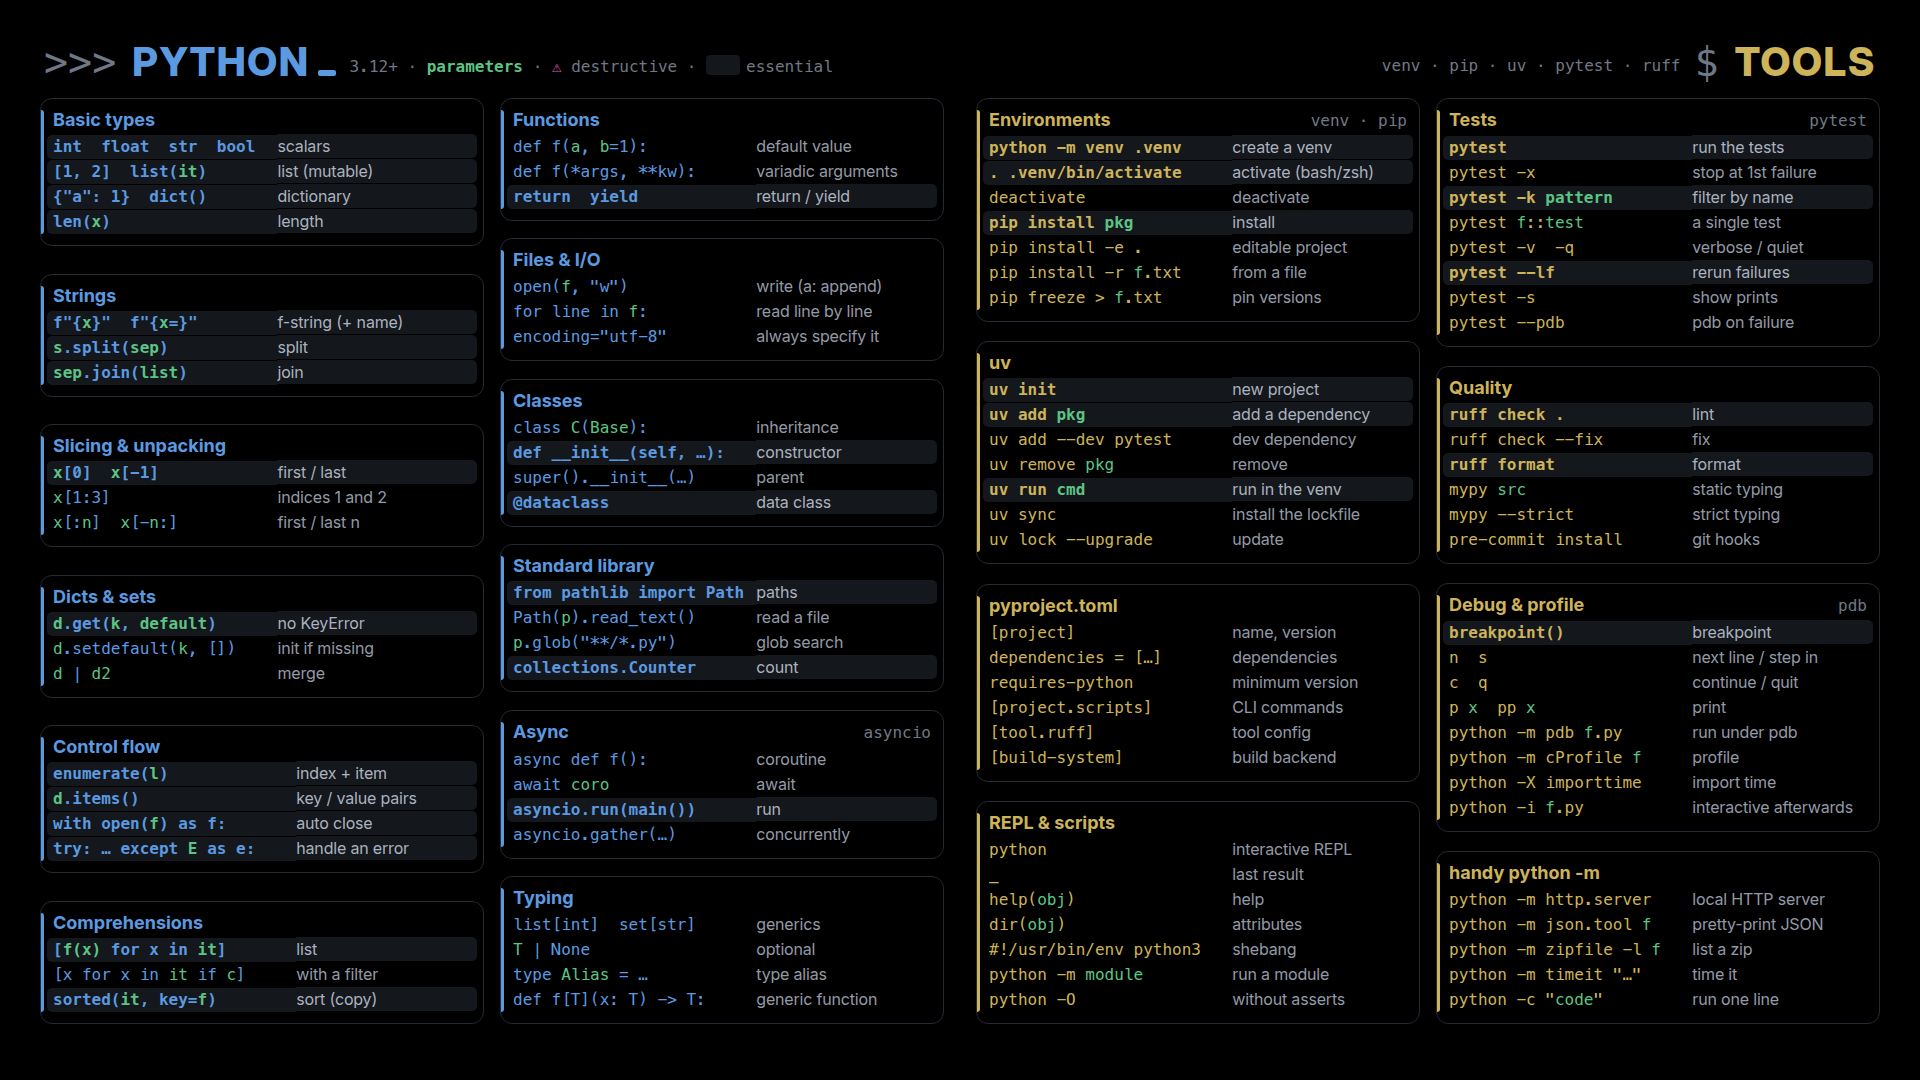 >>> PYTHON_ 3.12+ · parameters · ⚠ destructive · essential
venv · pip · uv · pytest · ruff $ TOOLS
Basic types
int  float  str  bool scalars
[1, 2]  list(it) list (mutable)
{"a": 1}  dict() dictionary
len(x) length
Strings
f"{x}"  f"{x=}" f-string (+ name)
s.split(sep) split
sep.join(list) join
Slicing & unpacking
x[0]  x[-1] first / last
x[1:3] indices 1 and 2
x[:n]  x[-n:] first / last n
Dicts & sets
d.get(k, default) no KeyError
d.setdefault(k, []) init if missing
d | d2 merge
Control flow
enumerate(l) index + item
d.items() key / value pairs
with open(f) as f: auto close
try: … except E as e: handle an error
Comprehensions
[f(x) for x in it] list
[x for x in it if c] with a filter
sorted(it, key=f) sort (copy)
Functions
def f(a, b=1): default value
def f(*args, **kw): variadic arguments
return  yield return / yield
Files & I/O
open(f, "w") write (a: append)
for line in f: read line by line
encoding="utf-8" always specify it
Classes
class C(Base): inheritance
def __init__(self, …): constructor
super().__init__(…) parent
@dataclass data class
Standard library
from pathlib import Path paths
Path(p).read_text() read a file
p.glob("**/*.py") glob search
collections.Counter count
Async asyncio
async def f(): coroutine
await coro await
asyncio.run(main()) run
asyncio.gather(…) concurrently
Typing
list[int]  set[str] generics
T | None optional
type Alias = … type alias
def f[T](x: T) -> T: generic function
Environments venv · pip
python -m venv .venv create a venv
. .venv/bin/activate activate (bash/zsh)
deactivate deactivate
pip install pkg install
pip install -e . editable project
pip install -r f.txt from a file
pip freeze > f.txt pin versions
uv
uv init new project
uv add pkg add a dependency
uv add --dev pytest dev dependency
uv remove pkg remove
uv run cmd run in the venv
uv sync install the lockfile
uv lock --upgrade update
pyproject.toml
[project] name, version
dependencies = […] dependencies
requires-python minimum version
[project.scripts] CLI commands
[tool.ruff] tool config
[build-system] build backend
REPL & scripts
python interactive REPL
_ last result
help(obj) help
dir(obj) attributes
#!/usr/bin/env python3 shebang
python -m module run a module
python -O without asserts
Tests pytest
pytest run the tests
pytest -x stop at 1st failure
pytest -k pattern filter by name
pytest f::test a single test
pytest -v  -q verbose / quiet
pytest --lf rerun failures
pytest -s show prints
pytest --pdb pdb on failure
Quality
ruff check . lint
ruff check --fix fix
ruff format format
mypy src static typing
mypy --strict strict typing
pre-commit install git hooks
Debug & profile pdb
breakpoint() breakpoint
n  s next line / step in
c  q continue / quit
p x  pp x print
python -m pdb f.py run under pdb
python -m cProfile f profile
python -X importtime import time
python -i f.py interactive afterwards
handy python -m
python -m http.server local HTTP server
python -m json.tool f pretty-print JSON
python -m zipfile -l f list a zip
python -m timeit "…" time it
python -c "code" run one line